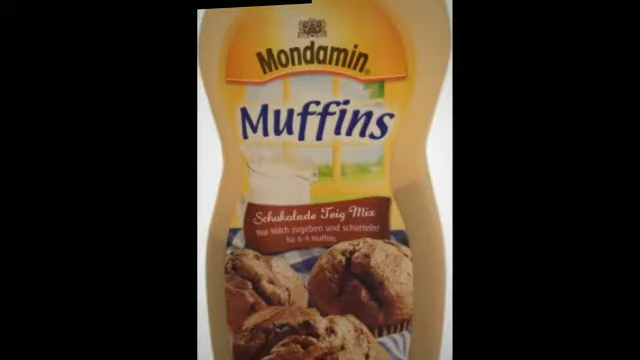 Mondamin
Muffins
Schokolade Teig Mix
Nur Milch zugeben und schütteln!
für 6-9 Muffins